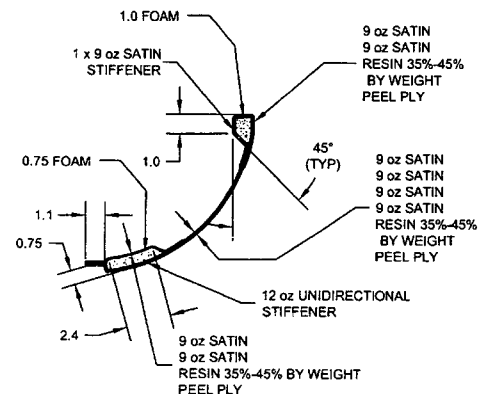 1.0 FOAM
1 x 9 oz SATIN
STIFFENER
9 oz SATIN
9 oz SATIN
RESIN 35%-45%
BY WEIGHT
PEEL PLY
1.0
45°
(TYP)
0.75 FOAM
1.1
0.75
2.4
9 oz SATIN
9 oz SATIN
9 oz SATIN
9 oz SATIN
RESIN 35%-45%
BY WEIGHT
PEEL PLY
12 oz UNIDIRECTIONAL
STIFFENER
9 oz SATIN
9 oz SATIN
RESIN 35%-45% BY WEIGHT
PEEL PLY